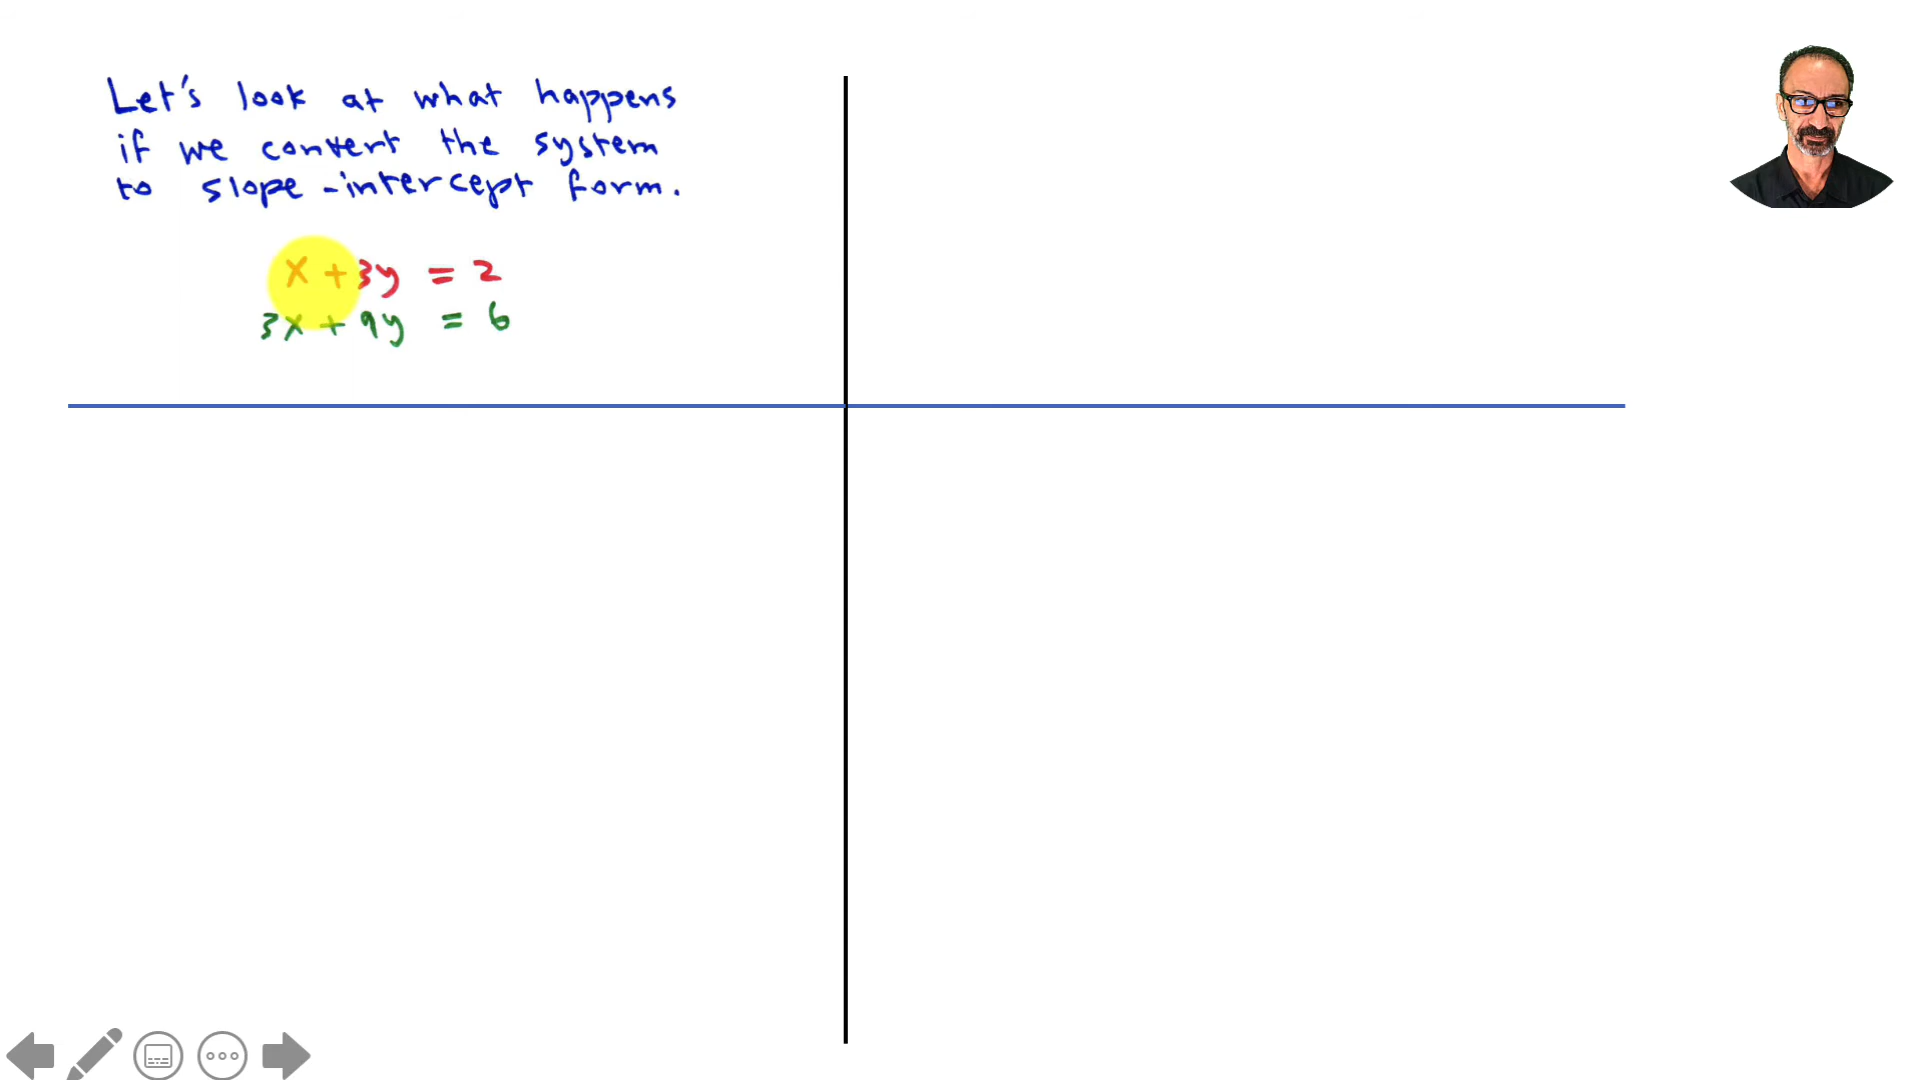 Let's look at what happens
if we convert the system
to slope-intercept form.
x + 3y = 2
3x + 9y = 6